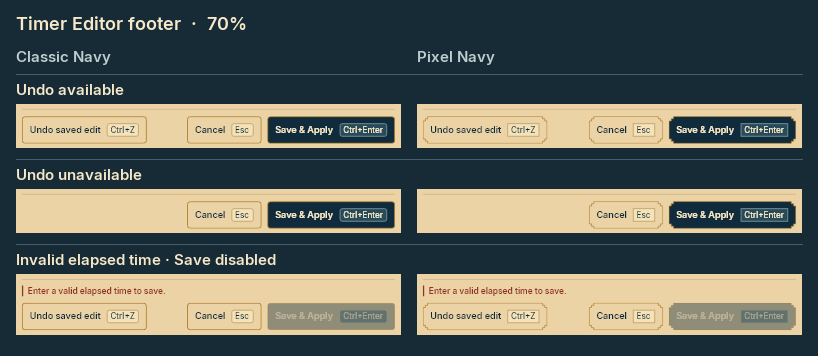 Timer Editor footer · 70%
Classic Navy Pixel Navy
Undo available
Undo saved edit Ctrl+Z Cancel Esc Save & Apply Ctrl+Enter Undo saved edit Ctrl+Z Cancel Esc Save & Apply Ctrl+Enter
Undo unavailable
Cancel Esc Save & Apply Ctrl+Enter Cancel Esc Save & Apply Ctrl+Enter
Invalid elapsed time · Save disabled
Enter a valid elapsed time to save. Enter a valid elapsed time to save.
Undo saved edit Ctrl+Z Cancel Esc Save & Apply Ctrl+Enter Undo saved edit Ctrl+Z Cancel Esc Save & Apply Ctrl+Enter